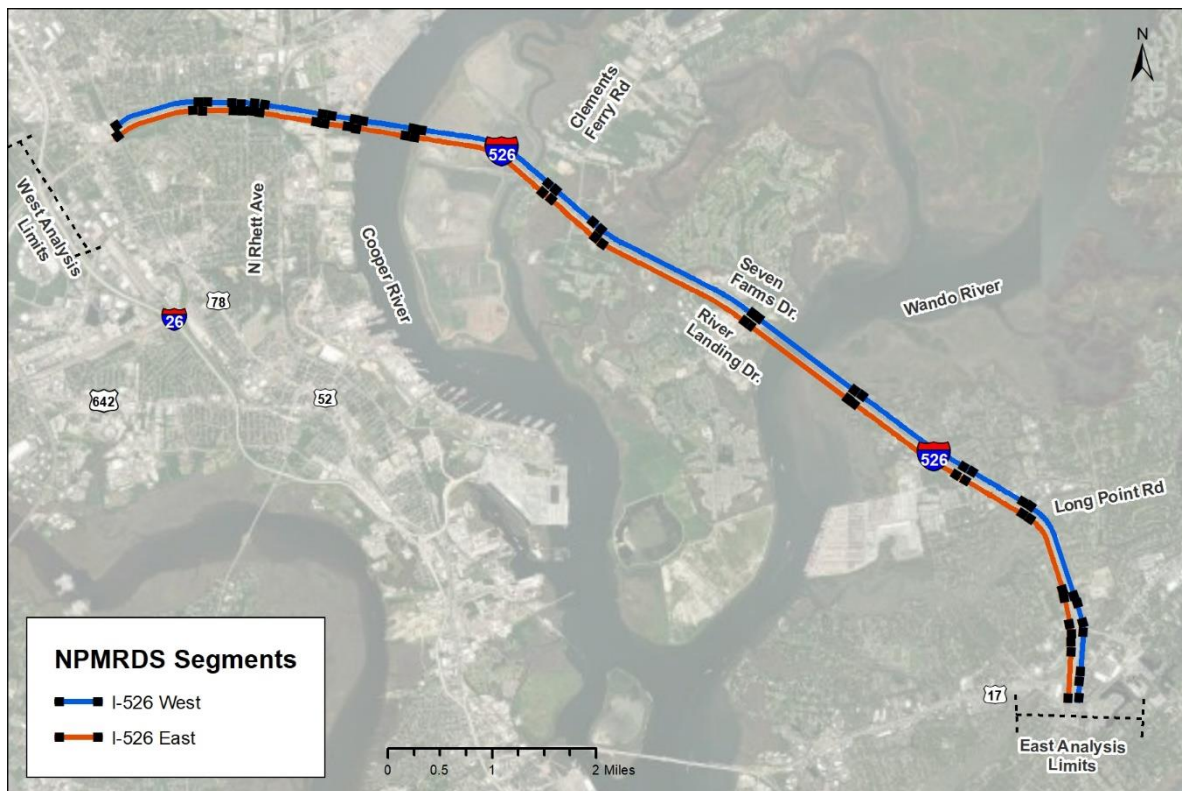 N
Clements
Ferry Rd
526
West Analysis
Limits
N Rhett Ave
Cooper River
Seven
Farms Dr.
River
Landing Dr.
Wando River
78
26
642
52
526
Long Point Rd
17
East Analysis
Limits
NPMRDS Segments
I-526 West
I-526 East
0 0.5 1 2 Miles